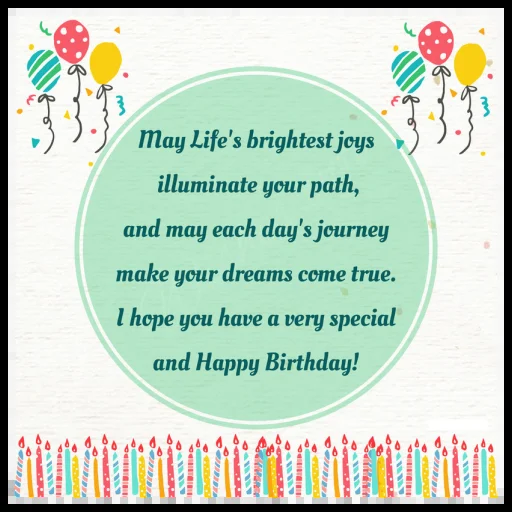 May Life's brightest joys
illuminate your path,
and may each day's journey
make your dreams come true.
I hope you have a very special
and Happy Birthday!